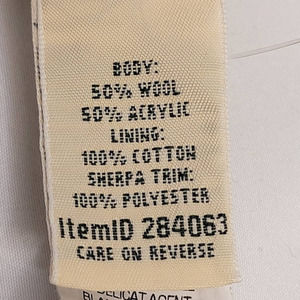 BODY:
50% WOOL
50% ACRYLIC
LINING:
100% COTTON
SHERPA TRIM:
100% POLYESTER
ItemID 284063
CARE ON REVERSE